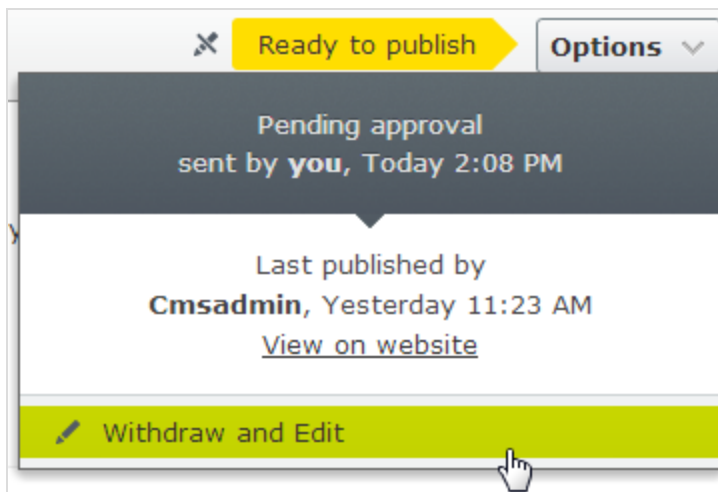 Ready to publish
Options
Pending approval
sent by you, Today 2:08 PM
Last published by
Cmsadmin, Yesterday 11:23 AM
View on website
Withdraw and Edit